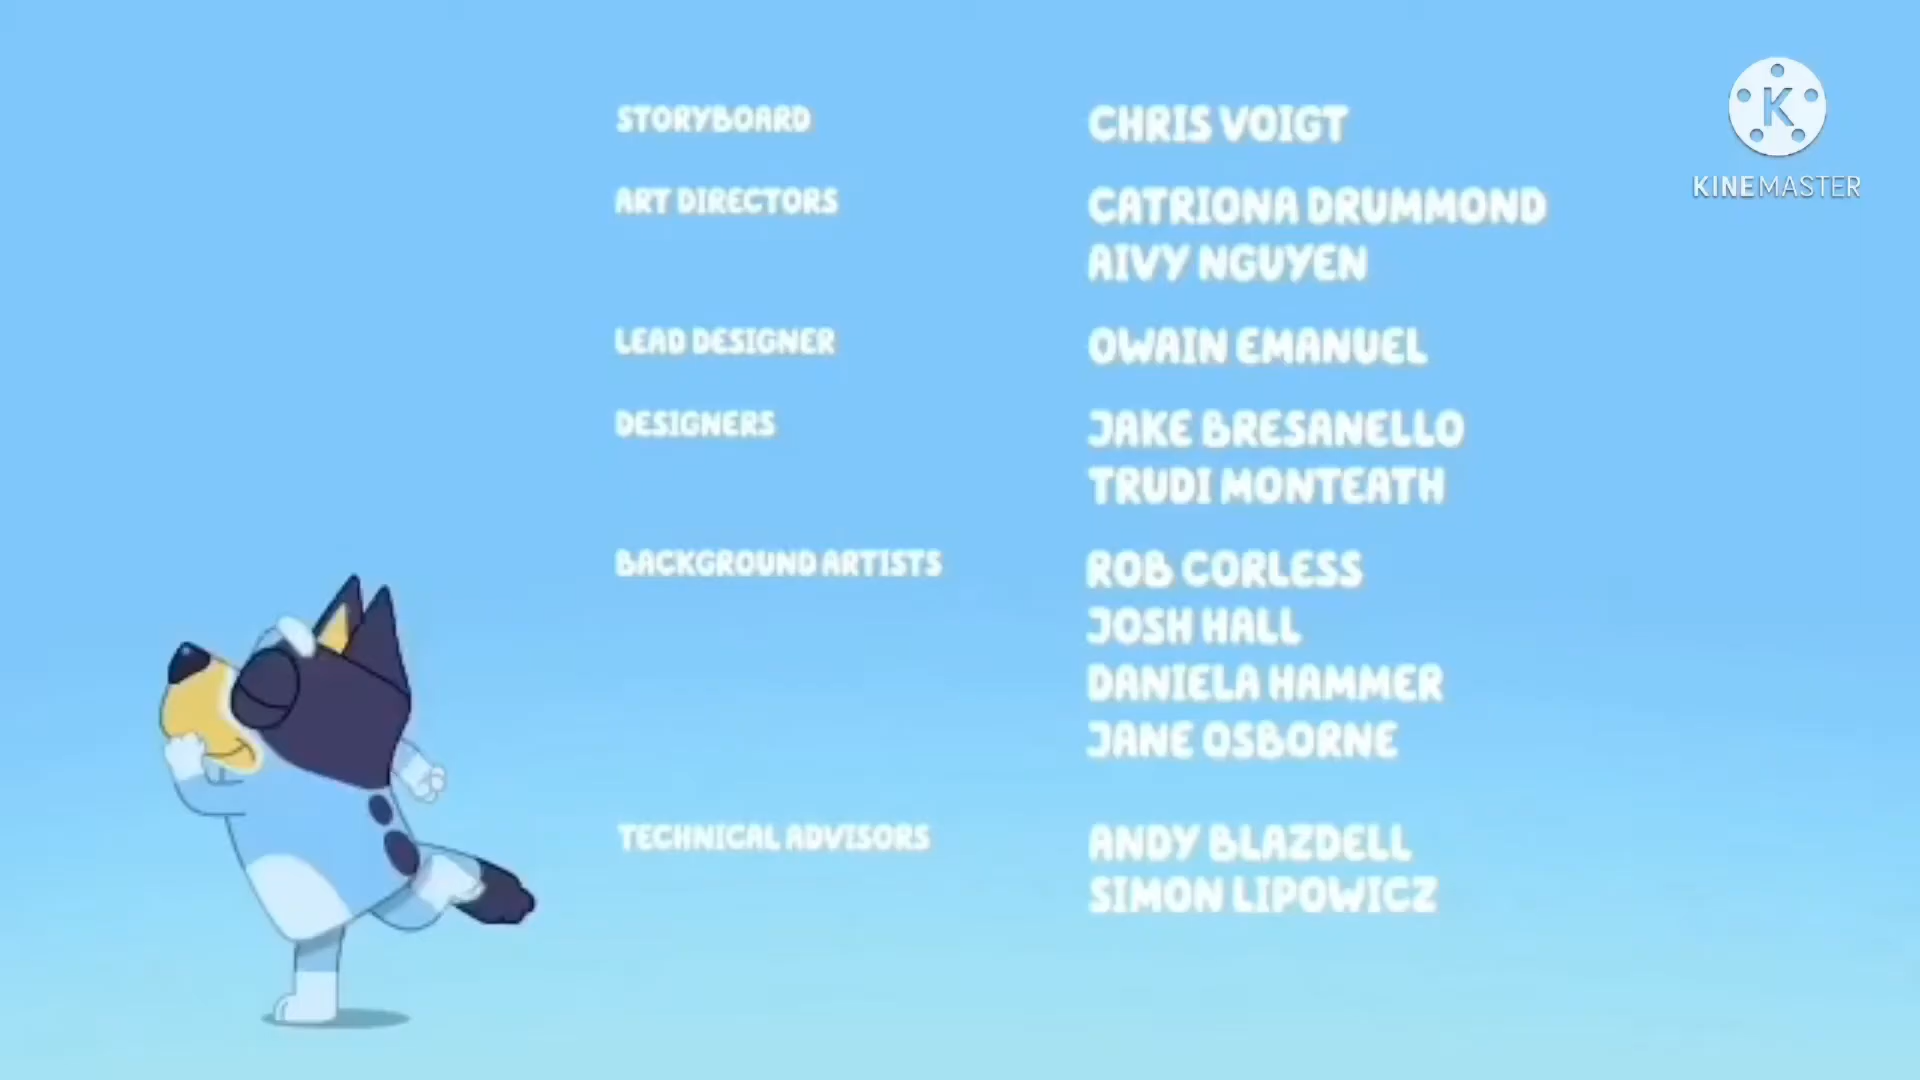 STORYBOARD CHRIS VOIGT
ART DIRECTORS CATRIONA DRUMMOND
AIVY NGUYEN
LEAD DESIGNER OWAIN EMANUEL
DESIGNERS JAKE BRESANELLO
TRUDI MONTEATH
BACKGROUND ARTISTS ROB CORLESS
JOSH HALL
DANIELA HAMMER
JANE OSBORNE
TECHNICAL ADVISORS ANDY BLAZDELL
SIMON LIPOWICZ
K
KINEMASTER